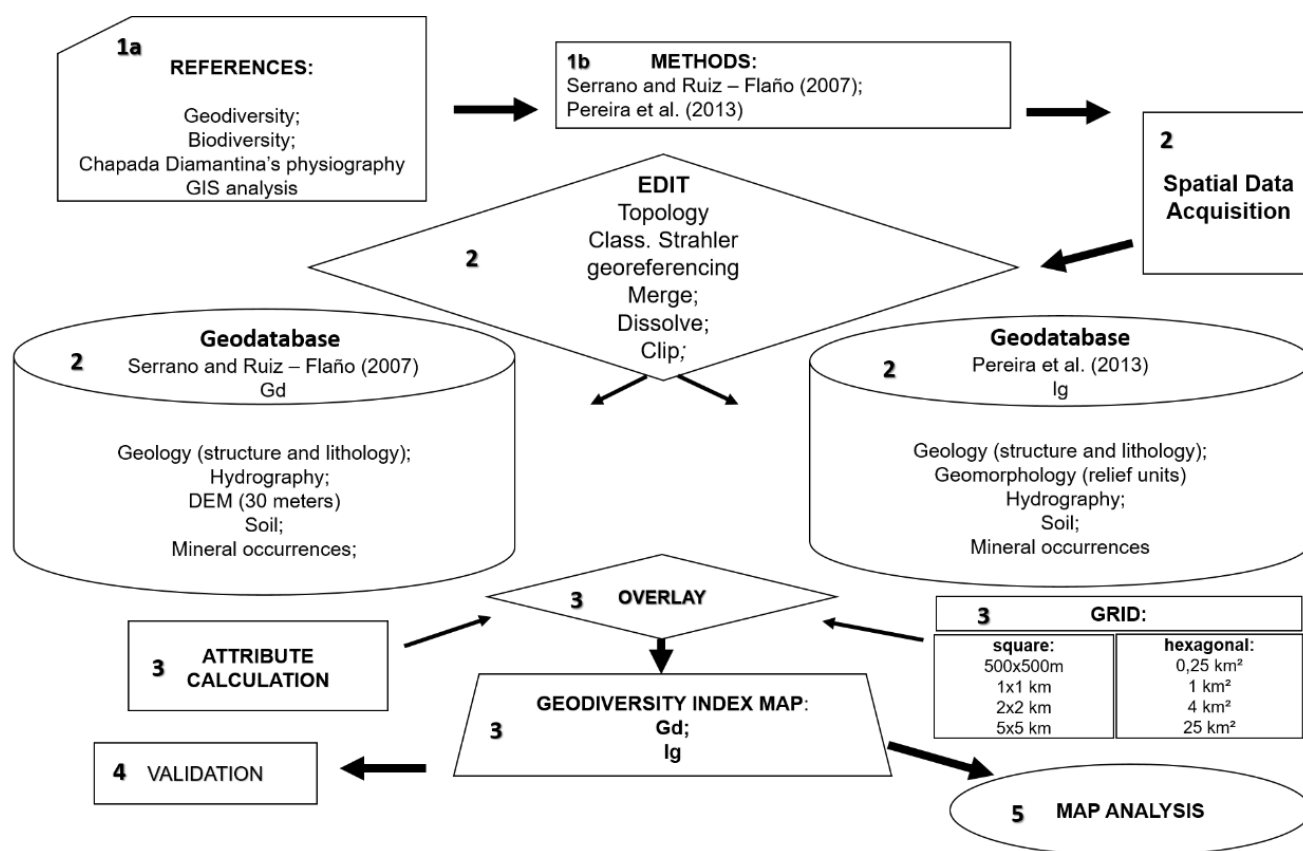 1a
REFERENCES:
Geodiversity;
Biodiversity;
Chapada Diamantina's physiography
GIS analysis
1b METHODS:
Serrano and Ruiz – Flaño (2007);
Pereira et al. (2013)
2
Spatial Data
Acquisition
EDIT
Topology
Class. Strahler
2
georeferencing
Merge;
Dissolve;
Clip;
Geodatabase
2 Serrano and Ruiz – Flaño (2007)
Gd
Geology (structure and lithology);
Hydrography;
DEM (30 meters)
Soil;
Mineral occurrences;
Geodatabase
2 Pereira et al. (2013)
Ig
Geology (structure and lithology);
Geomorphology (relief units)
Hydrography;
Soil;
Mineral occurrences
3 OVERLAY
3 ATTRIBUTE
CALCULATION
3 GRID:
square:
500x500m
1x1 km
2x2 km
5x5 km
hexagonal:
0,25 km²
1 km²
4 km²
25 km²
GEODIVERSITY INDEX MAP:
3 Gd;
Ig
4 VALIDATION
5 MAP ANALYSIS